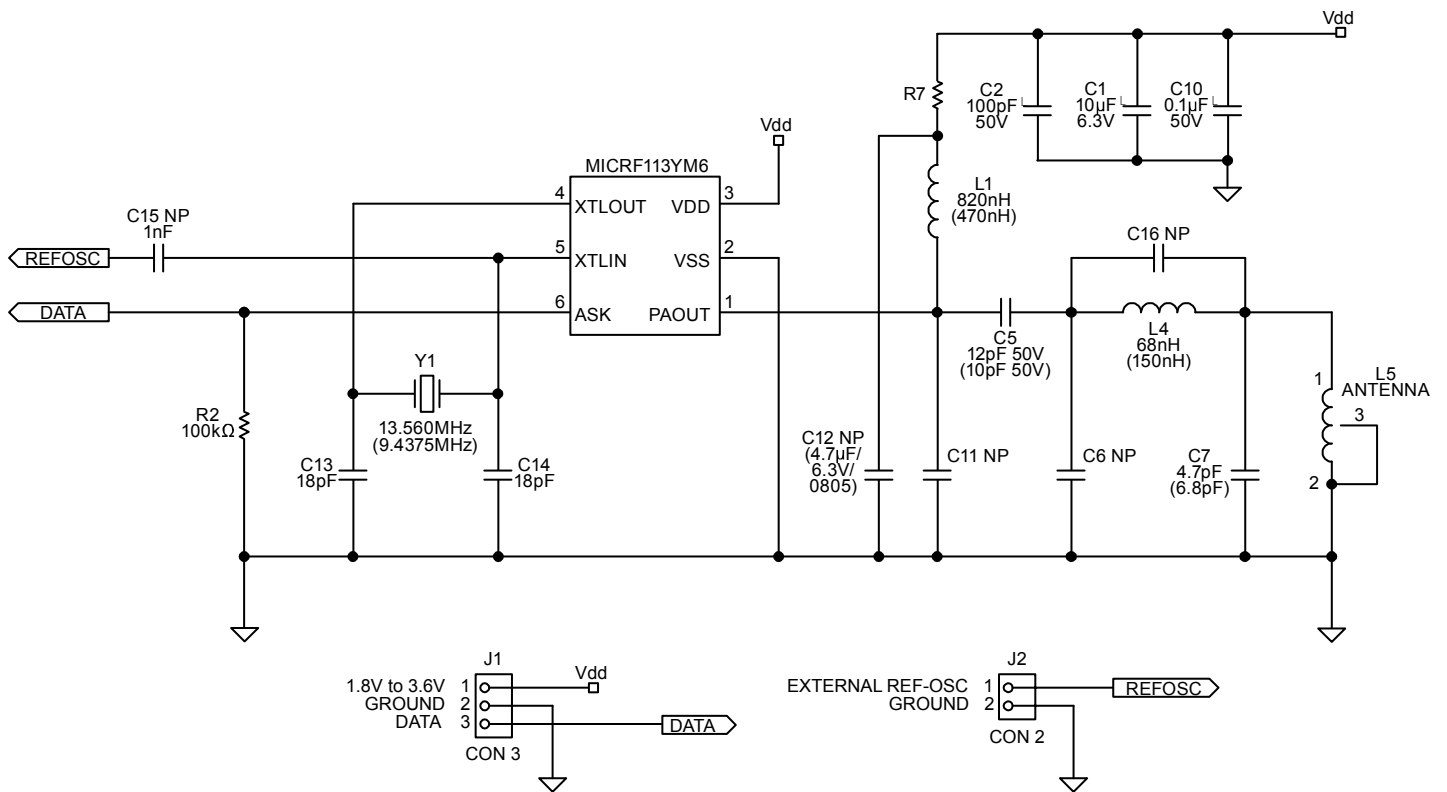 Vdd
R7
C2
100pF
50V
C1
10µF
6.3V
C10
0.1µF
50V
Vdd
MICRF113YM6
4
XTLOUT
VDD
3
5
XTLIN
VSS
2
6
ASK
PAOUT
1
C15 NP
1nF
REFOSC
DATA
L1
820nH
(470nH)
C16 NP
C5
12pF 50V
(10pF 50V)
L4
68nH
(150nH)
L5
ANTENNA
1
3
2
Y1
13.560MHz
(9.4375MHz)
R2
100kΩ
C13
18pF
C14
18pF
C12 NP
(4.7µF/
6.3V/
0805)
C11 NP
C6 NP
C7
4.7pF
(6.8pF)
J1
1.8V to 3.6V 1
GROUND 2
DATA 3
Vdd
DATA
CON 3
J2
EXTERNAL REF-OSC 1
GROUND 2
REFOSC
CON 2